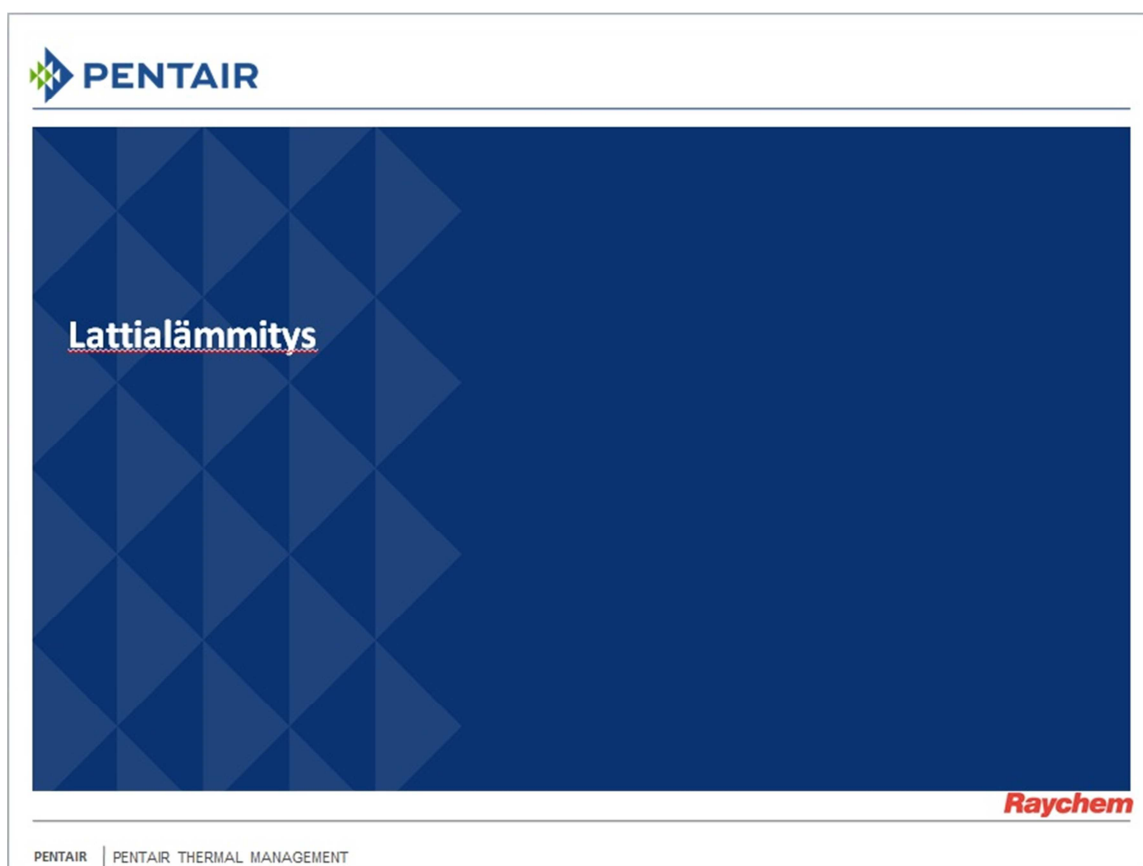 PENTAIR
Lattialämmitys
Raychem
PENTAIR | PENTAIR THERMAL MANAGEMENT